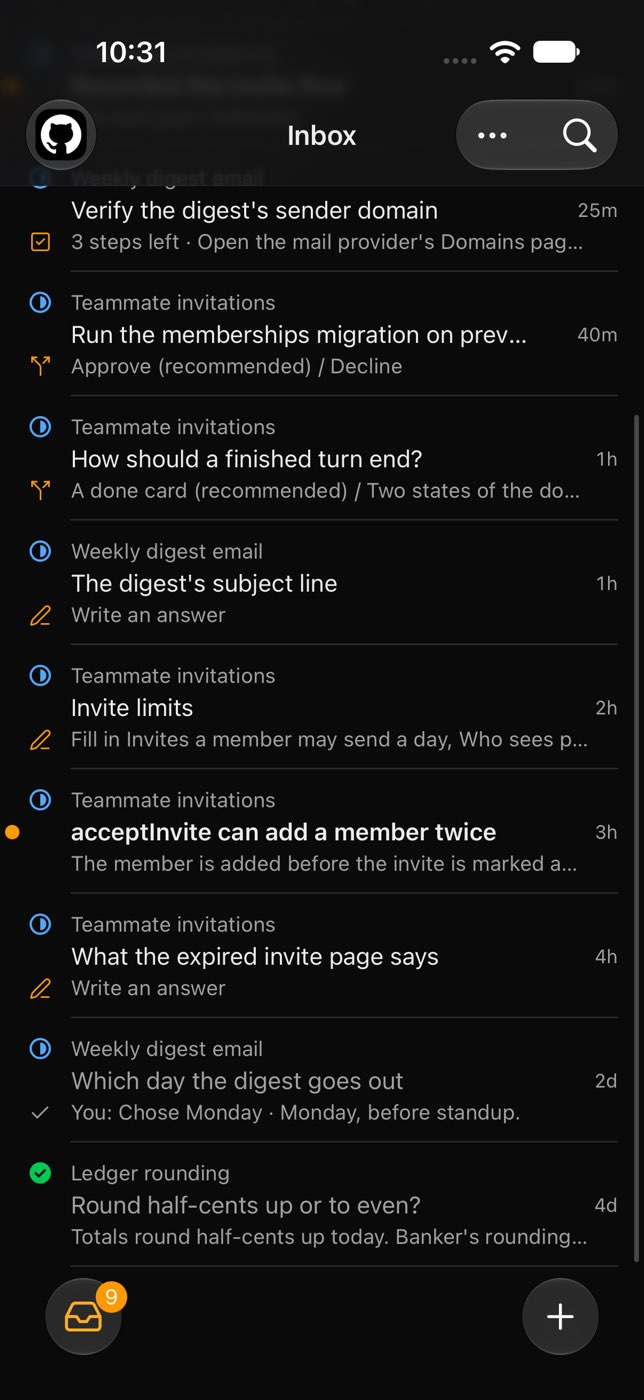 10:31
Inbox
Weekly digest email
Verify the digest's sender domain 25m
3 steps left · Open the mail provider's Domains pag...
Teammate invitations
Run the memberships migration on prev... 40m
Approve (recommended) / Decline
Teammate invitations
How should a finished turn end? 1h
A done card (recommended) / Two states of the do...
Weekly digest email
The digest's subject line 1h
Write an answer
Teammate invitations
Invite limits 2h
Fill in Invites a member may send a day, Who sees p...
Teammate invitations
acceptInvite can add a member twice 3h
The member is added before the invite is marked a...
Teammate invitations
What the expired invite page says 4h
Write an answer
Weekly digest email
Which day the digest goes out 2d
You: Chose Monday · Monday, before standup.
Ledger rounding
Round half-cents up or to even? 4d
Totals round half-cents up today. Banker's rounding...
9